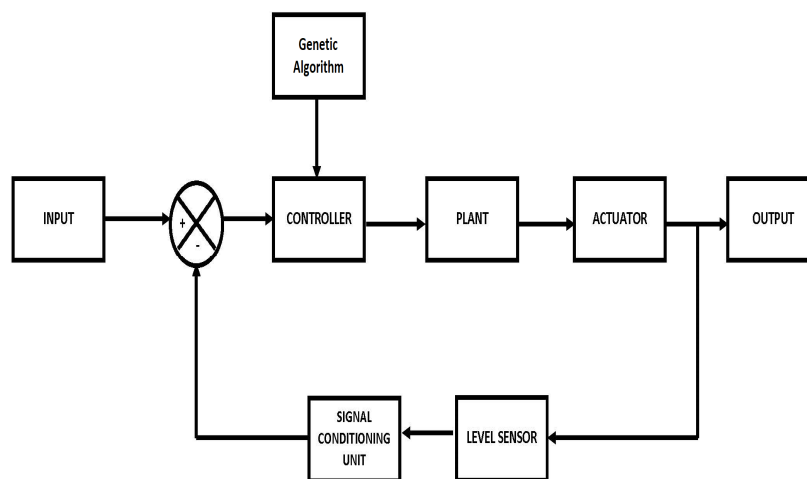 Genetic
Algorithm
INPUT
+
-
CONTROLLER
PLANT
ACTUATOR
OUTPUT
SIGNAL
CONDITIONING
UNIT
LEVEL SENSOR